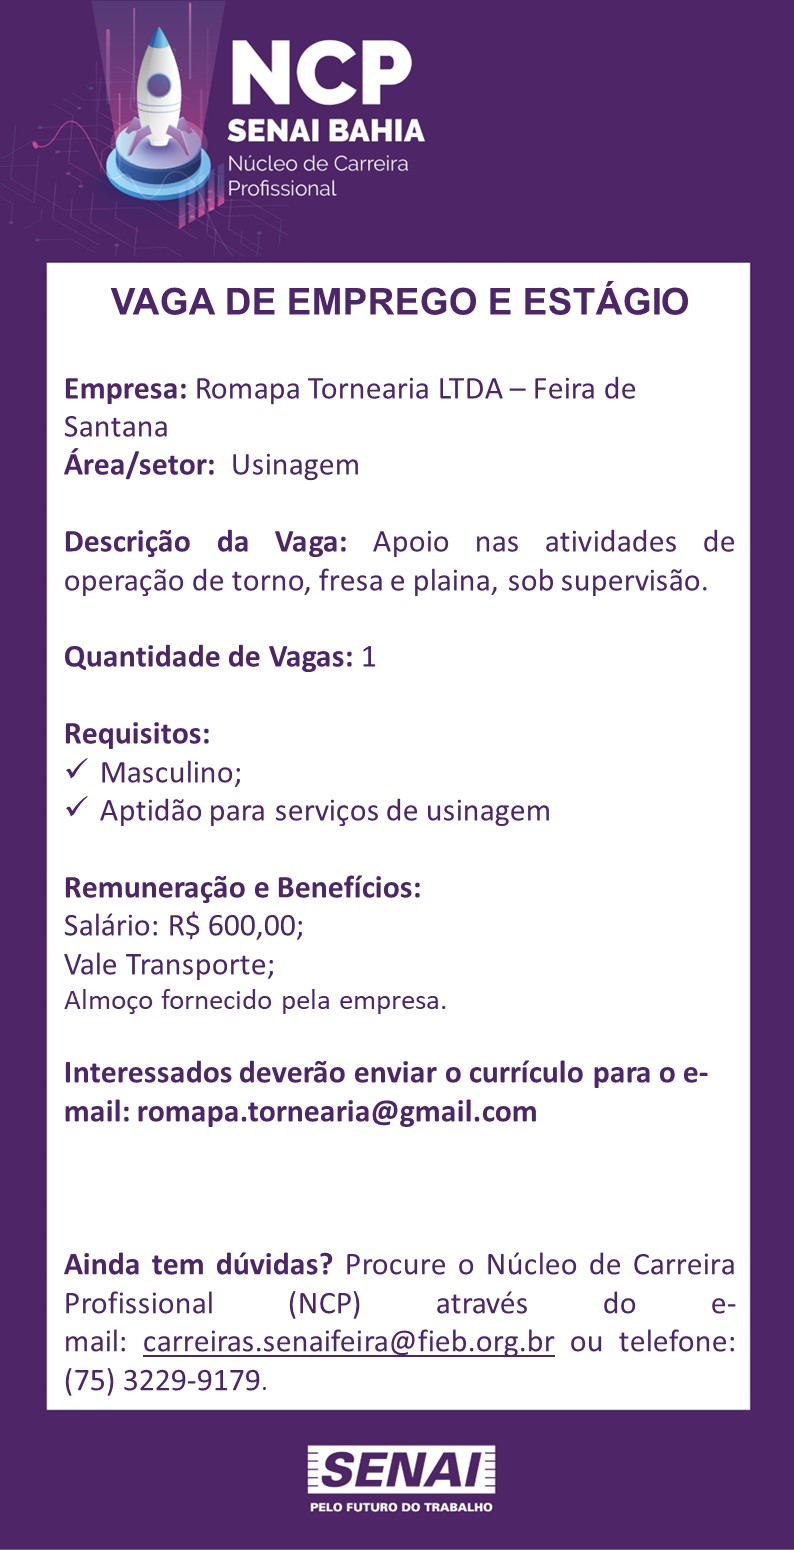 NCP
SENAI BAHIA
Núcleo de Carreira
Profissional
VAGA DE EMPREGO E ESTÁGIO
Empresa: Romapa Tornearia LTDA – Feira de
Santana
Área/setor: Usinagem
Descrição da Vaga: Apoio nas atividades de
operação de torno, fresa e plaina, sob supervisão.
Quantidade de Vagas: 1
Requisitos:
✓ Masculino;
✓ Aptidão para serviços de usinagem
Remuneração e Benefícios:
Salário: R$ 600,00;
Vale Transporte;
Almoço fornecido pela empresa.
Interessados deverão enviar o currículo para o e-
mail: romapa.tornearia@gmail.com
Ainda tem dúvidas? Procure o Núcleo de Carreira
Profissional (NCP) através do e-
mail: carreiras.senaifeira@fieb.org.br ou telefone:
(75) 3229-9179.
SENAI
PELO FUTURO DO TRABALHO